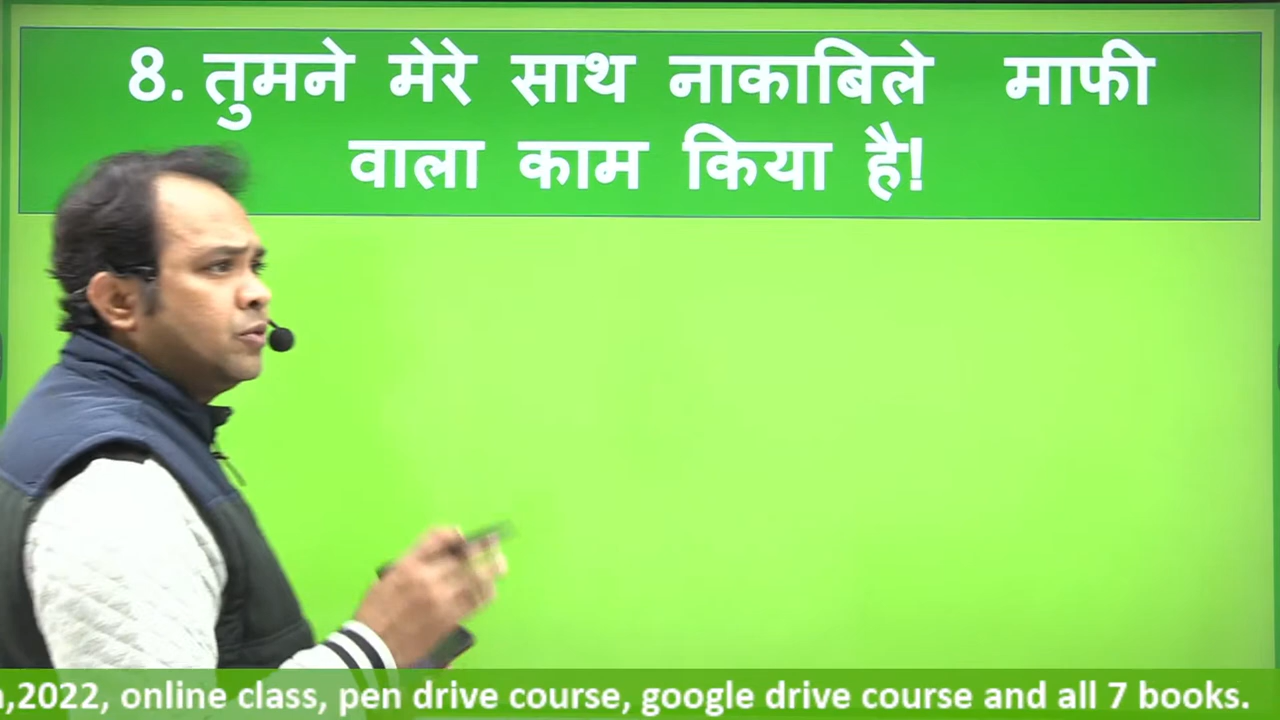 8. तुमने मेरे साथ नाकाबिले माफी
वाला काम किया है!
,2022, online class, pen drive course, google drive course and all 7 books.